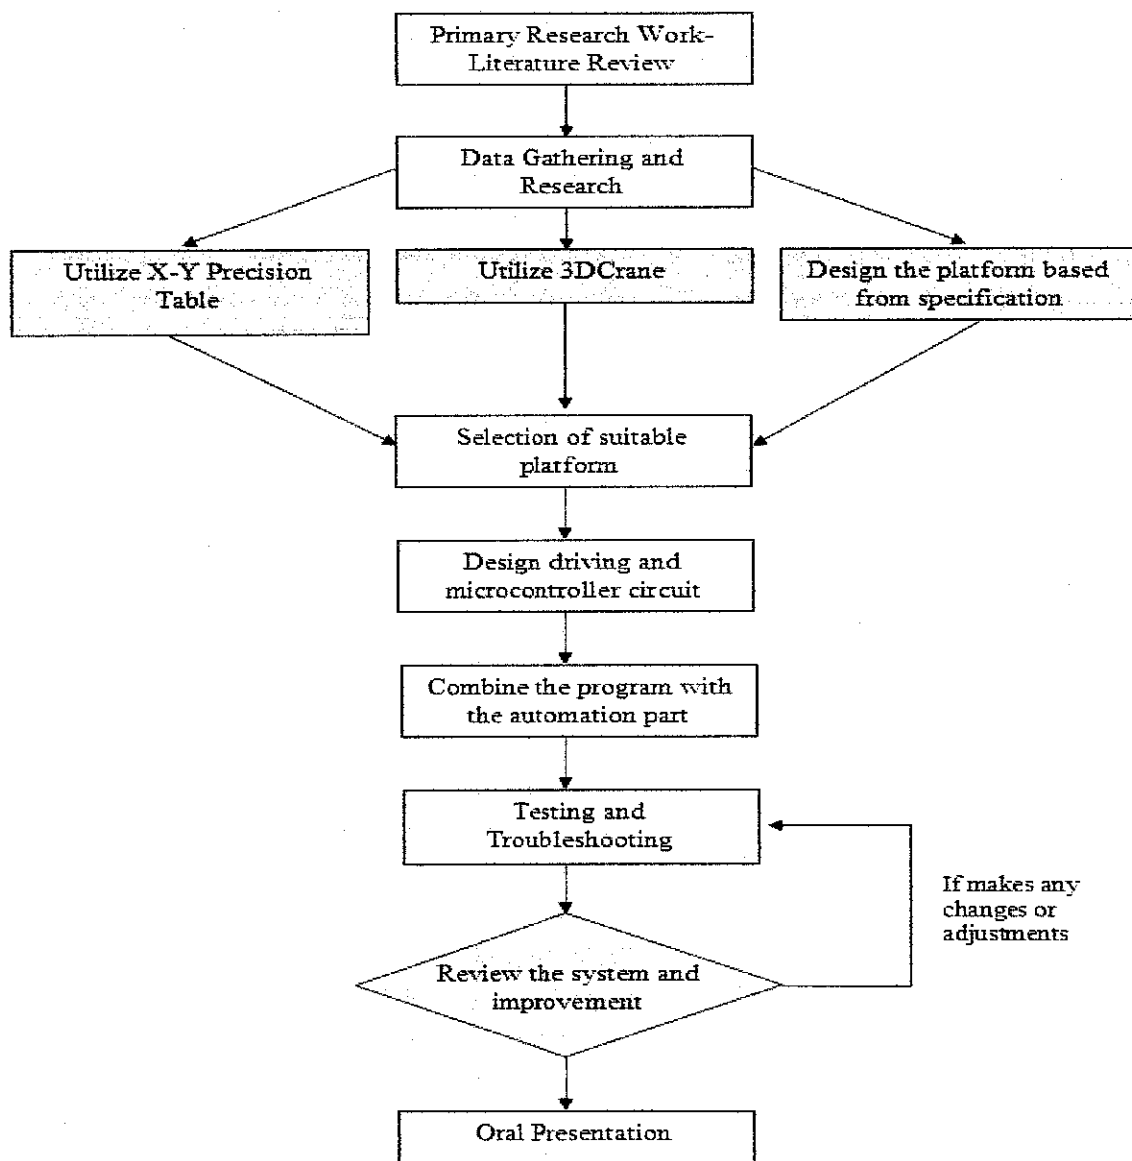 Primary Research Work-
Literature Review
Data Gathering and
Research
Utilize X-Y Precision
Table
Utilize 3DCrane
Design the platform based
from specification
Selection of suitable
platform
Design driving and
microcontroller circuit
Combine the program with
the automation part
Testing and
Troubleshooting
If makes any
changes or
adjustments
Review the system and
improvement
Oral Presentation